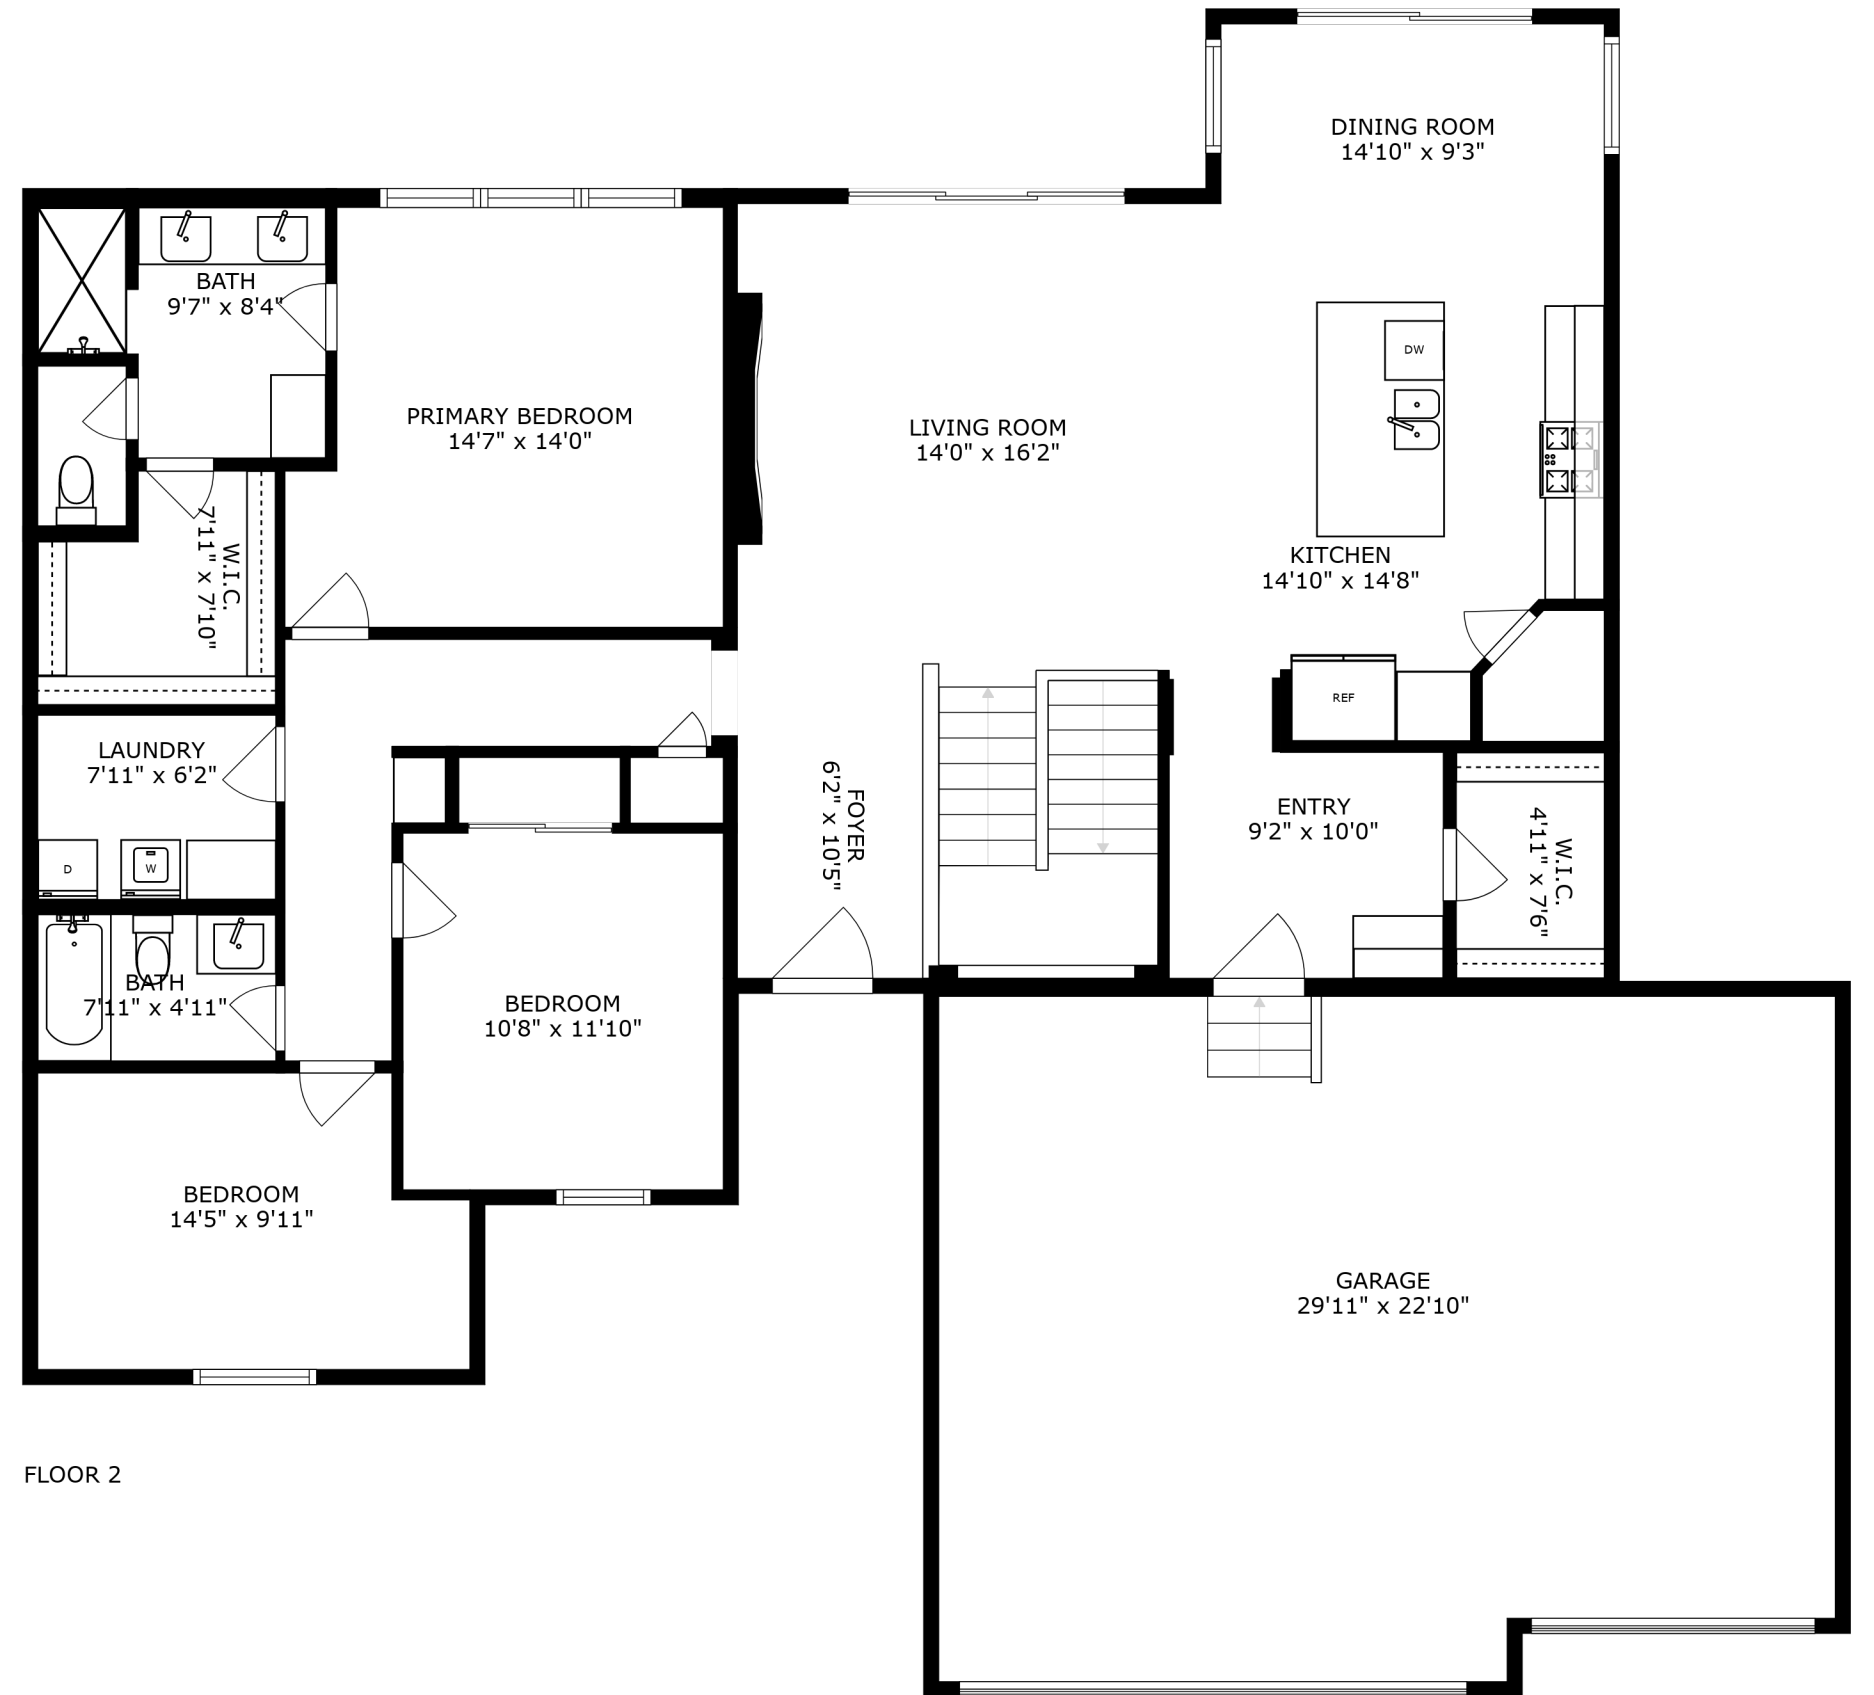 DINING ROOM
14'10" x 9'3"
BATH
9'7" x 8'4"
PRIMARY BEDROOM
14'7" x 14'0"
LIVING ROOM
14'0" x 16'2"
DW
KITCHEN
14'10" x 14'8"
W.I.C.
7'11" x 7'10"
REF
LAUNDRY
7'11" x 6'2"
D
W
FOYER
6'2" x 10'5"
ENTRY
9'2" x 10'0"
W.I.C.
4'11" x 7'6"
BATH
7'11" x 4'11"
BEDROOM
10'8" x 11'10"
BEDROOM
14'5" x 9'11"
GARAGE
29'11" x 22'10"
FLOOR 2